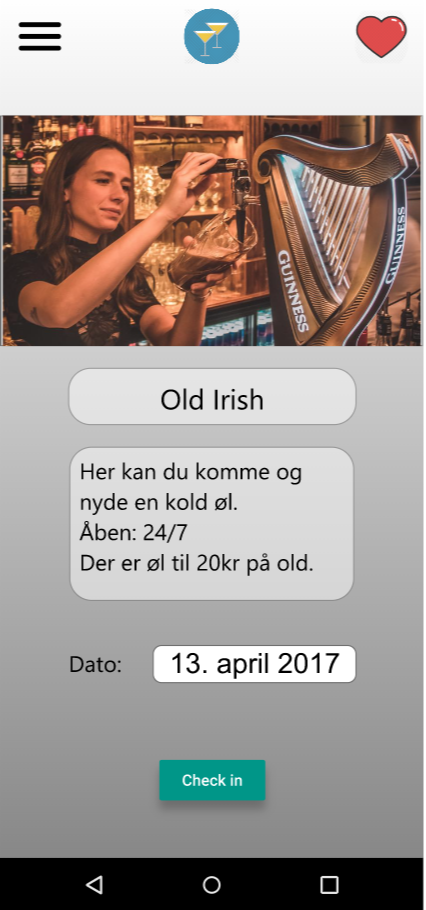 GUINNESS
GUINNESS
Old Irish
Her kan du komme og
nyde en kold øl.
Åben: 24/7
Der er øl til 20kr på old.
Dato: 13. april 2017
Check in